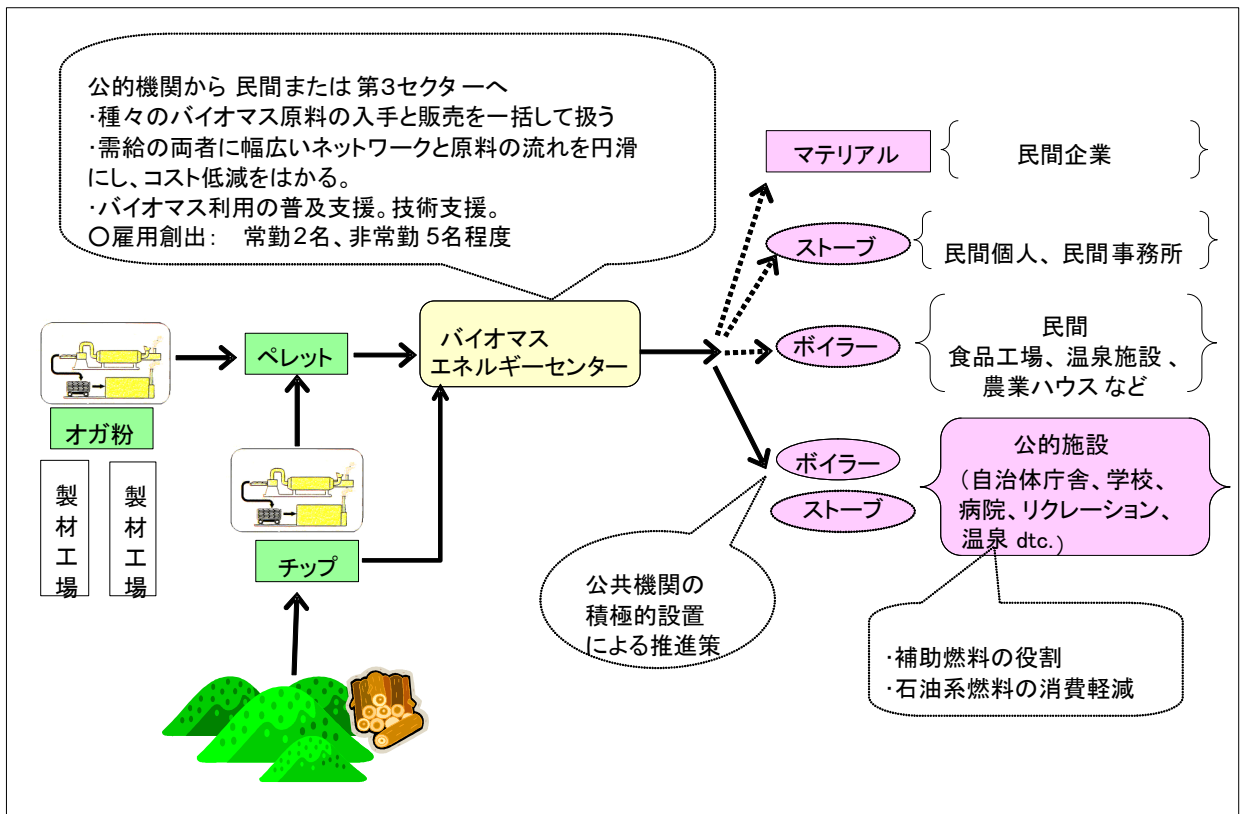 公的機関から 民間または 第3セクターへ
・種々のバイオマス原料の入手と販売を一括して扱う
・需給の両者に幅広いネットワークと原料の流れを円滑
にし、コスト低減をはかる。
・バイオマス利用の普及支援。技術支援。
〇雇用創出： 常勤2名、非常勤 5名程度
マテリアル
民間企業
ストーブ
民間個人、民間事務所
ボイラー
民間
食品工場、温泉施設 、
農業ハウス など
ボイラー
ストーブ
公的施設
（自治体庁舎、学校、
病院、リクレーション、
温泉 dtc.）
公共機関の
積極的設置
による推進策
・補助燃料の役割
・石油系燃料の消費軽減
バイオマス
エネルギーセンター
ペレット
オガ粉
製材工場
製材工場
チップ